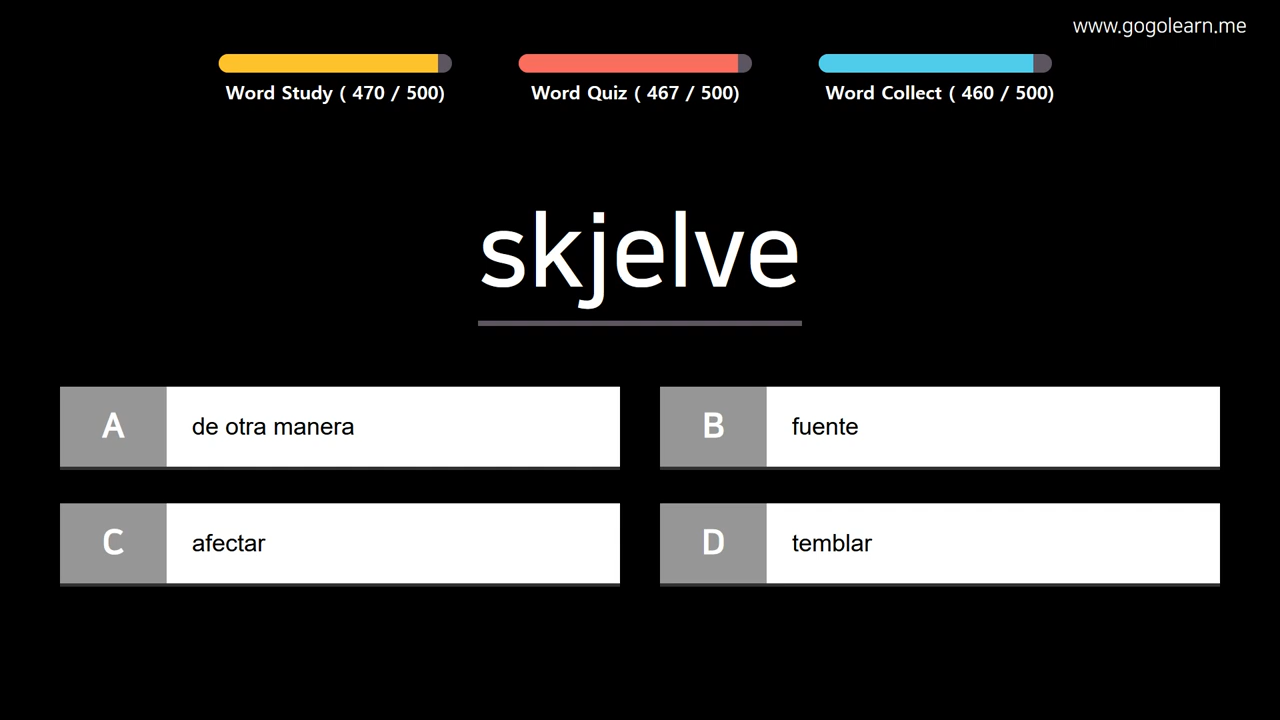 www.gogolearn.me
Word Study ( 470 / 500)
Word Quiz ( 467 / 500)
Word Collect ( 460 / 500)
skjelve
A
de otra manera
B
fuente
C
afectar
D
temblar